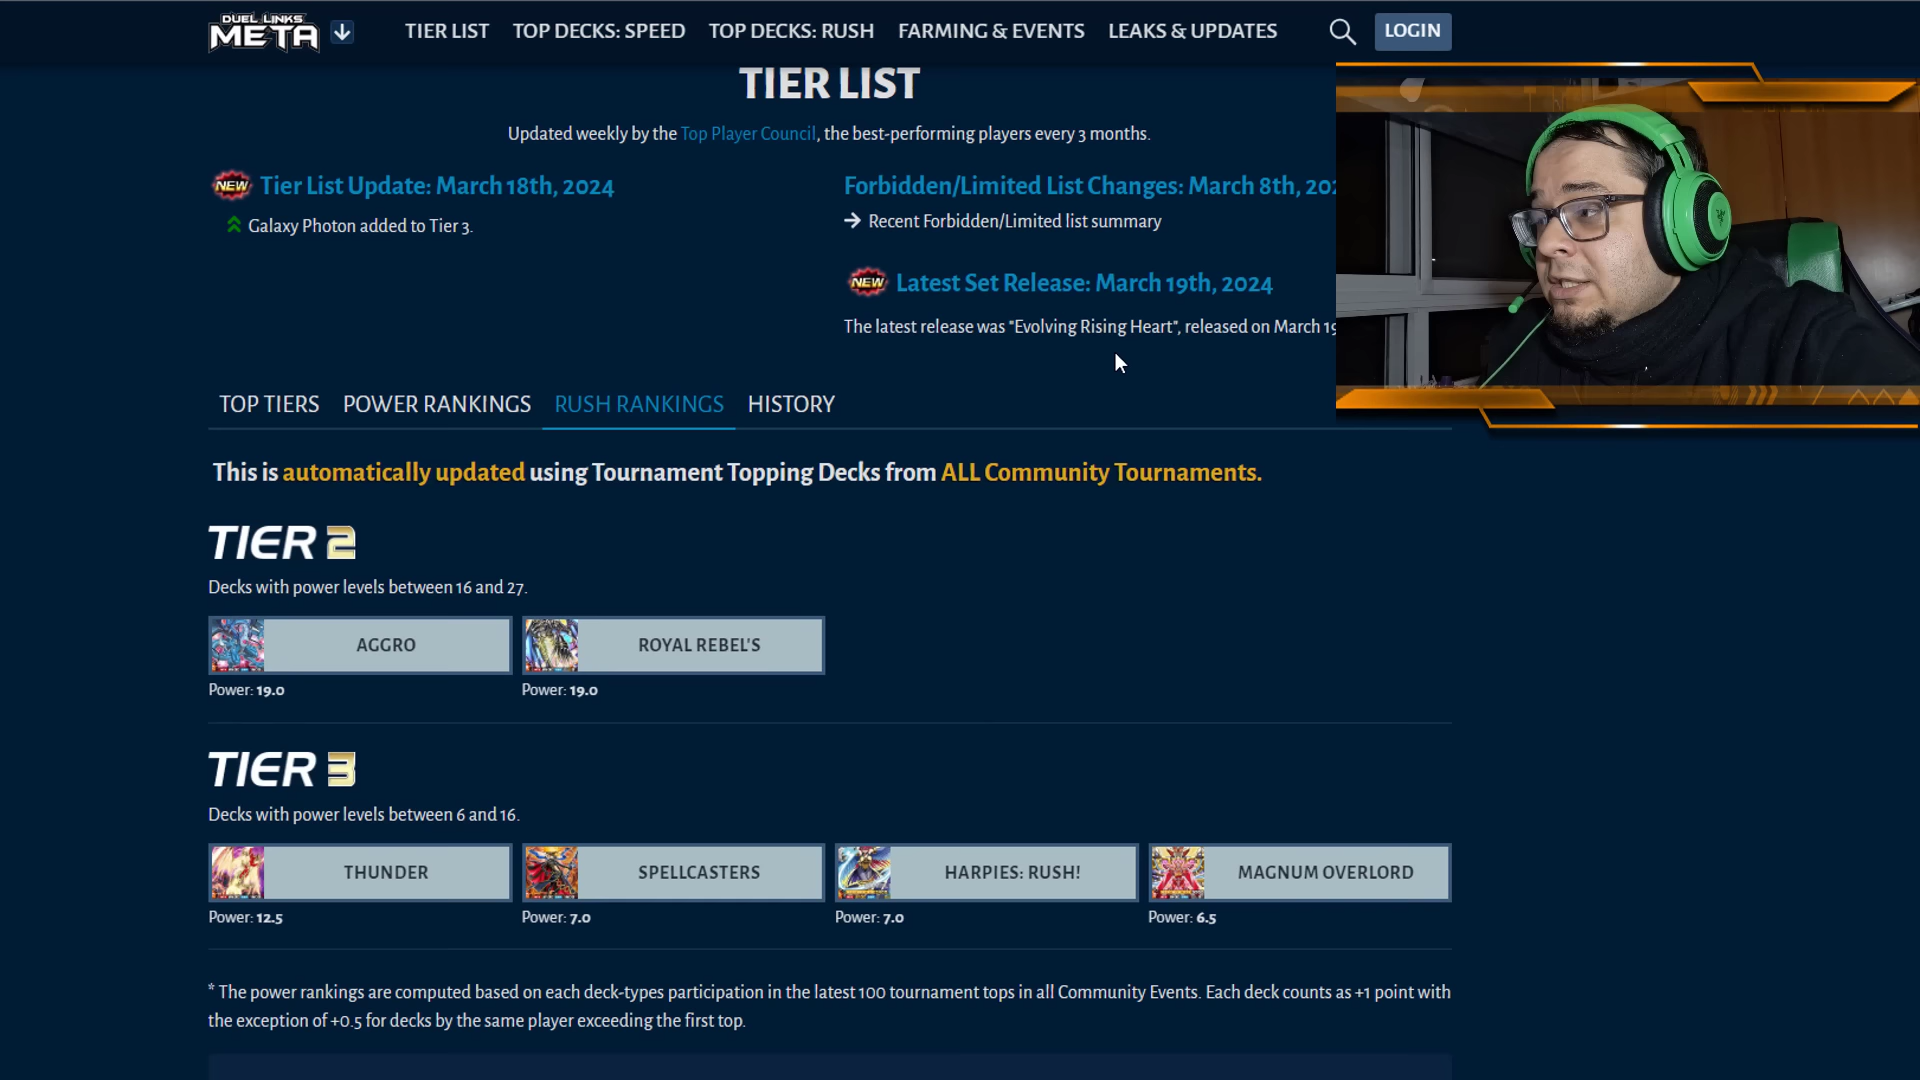 DUEL LINKS
META
TIER LIST
TOP DECKS: SPEED
TOP DECKS: RUSH
FARMING & EVENTS
LEAKS & UPDATES
LOGIN
TIER LIST
Updated weekly by the Top Player Council, the best-performing players every 3 months.
NEW Tier List Update: March 18th, 2024
Galaxy Photon added to Tier 3.
Forbidden/Limited List Changes: March 8th, 202
Recent Forbidden/Limited list summary
NEW Latest Set Release: March 19th, 2024
The latest release was "Evolving Rising Heart", released on March 19
TOP TIERS
POWER RANKINGS
RUSH RANKINGS
HISTORY
This is automatically updated using Tournament Topping Decks from ALL Community Tournaments.
TIER 2
Decks with power levels between 16 and 27.
AGGRO
ROYAL REBEL'S
Power: 19.0
Power: 19.0
TIER 3
Decks with power levels between 6 and 16.
THUNDER
SPELLCASTERS
HARPIES: RUSH!
MAGNUM OVERLORD
Power: 12.5
Power: 7.0
Power: 7.0
Power: 6.5
* The power rankings are computed based on each deck-types participation in the latest 100 tournament tops in all Community Events. Each deck counts as +1 point with
the exception of +0.5 for decks by the same player exceeding the first top.